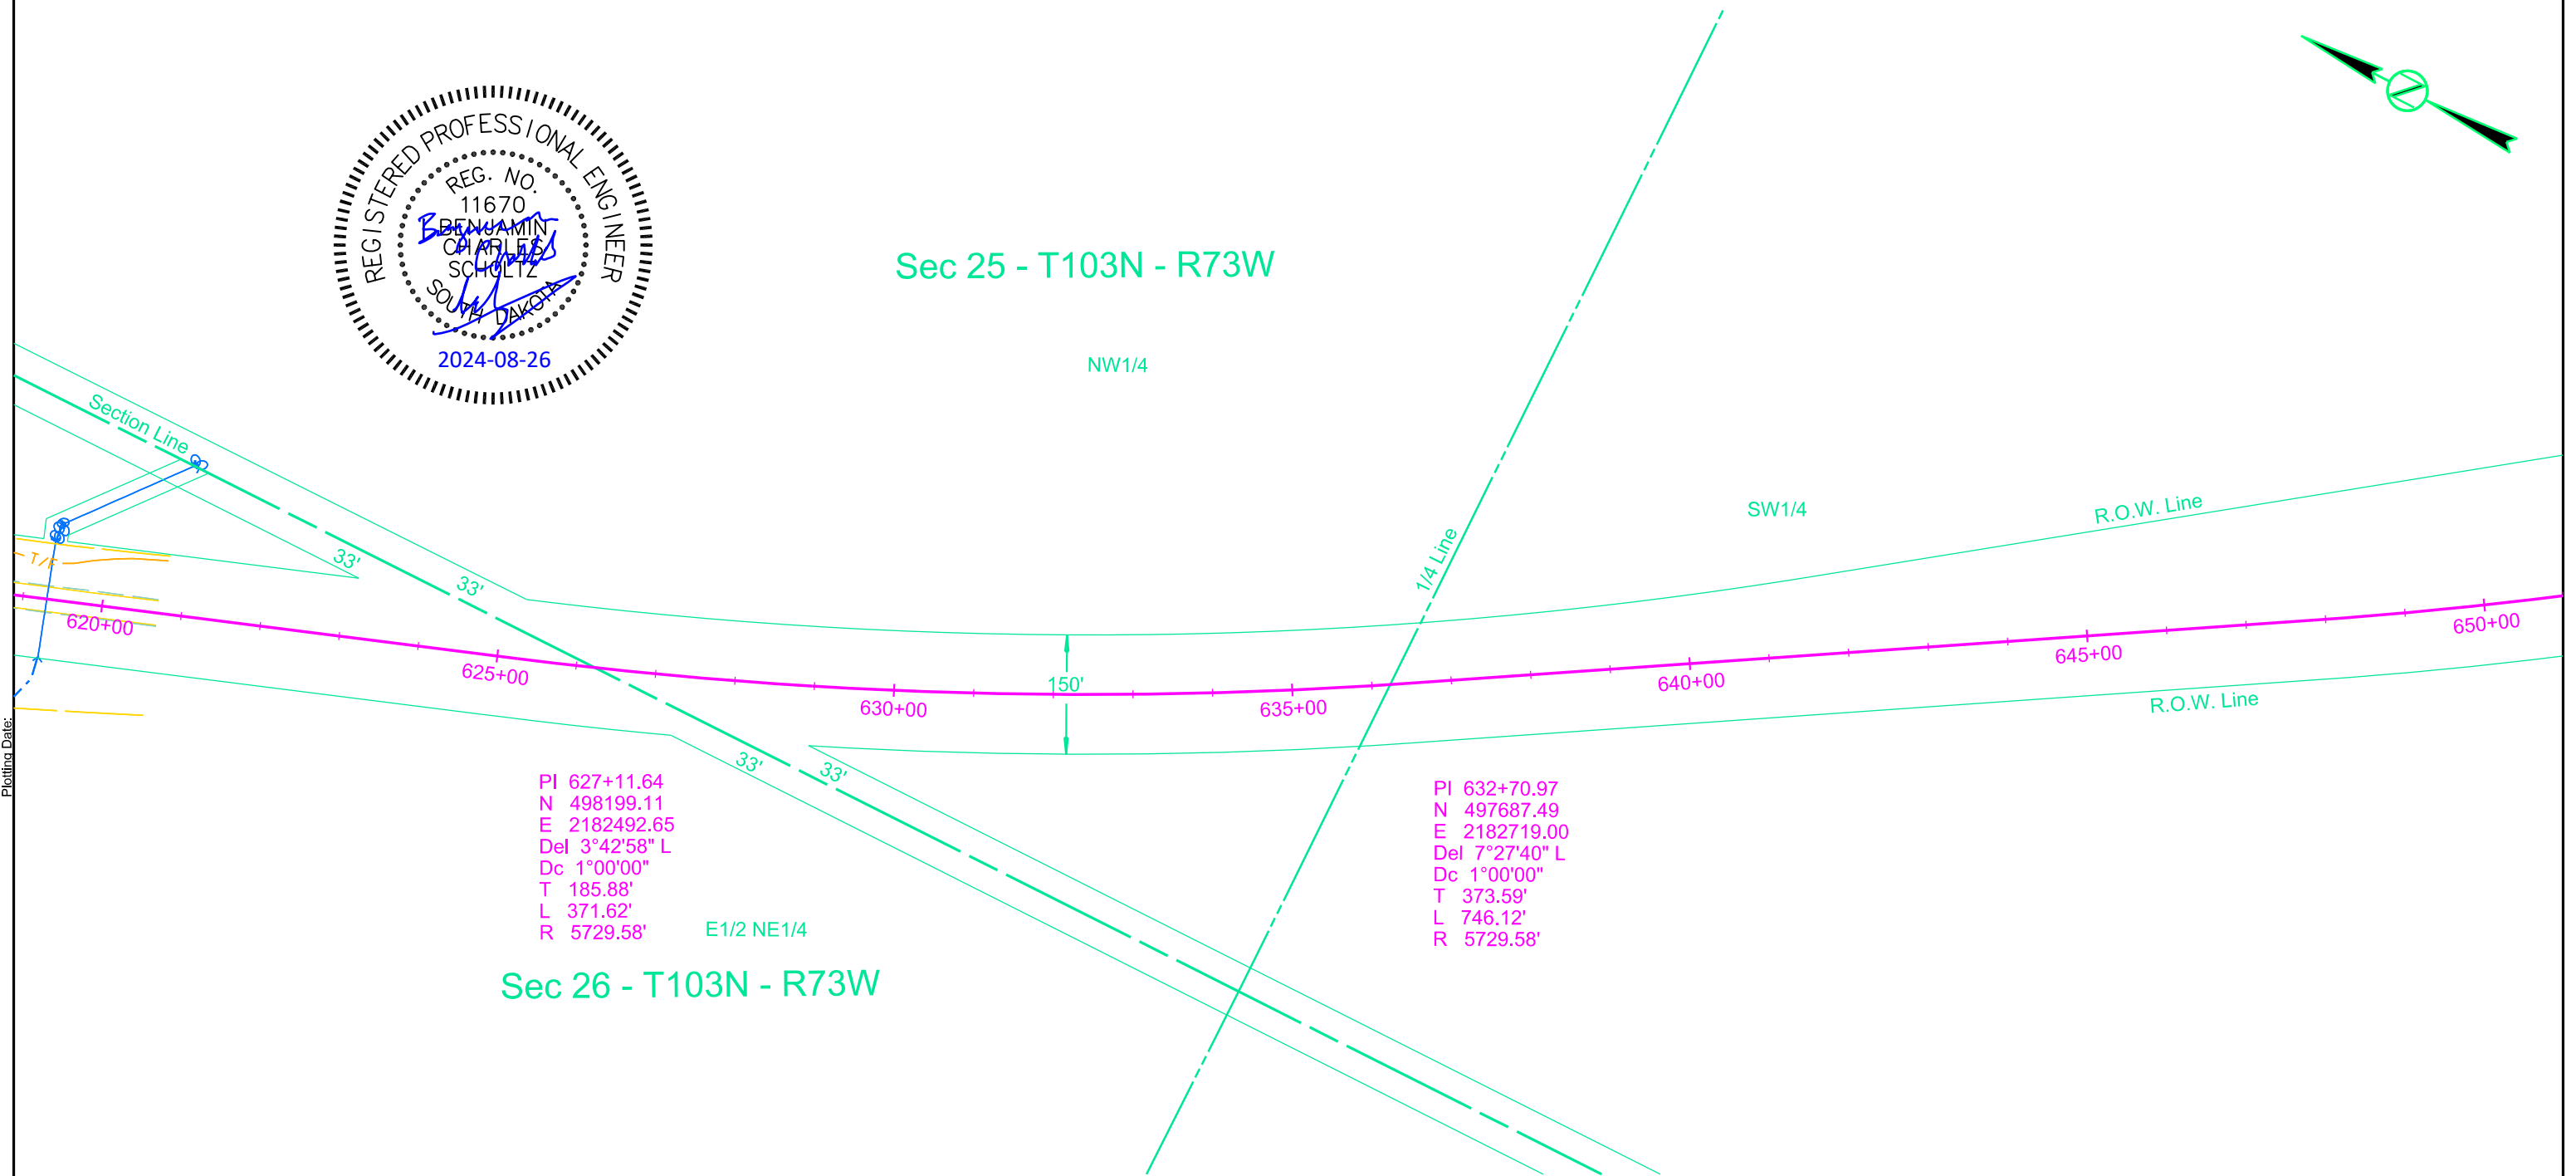 REGISTERED PROFESSIONAL ENGINEER
REG. NO.
11670
BENJAMIN
CHARLES
SCHOLTZ
SOUTH DAKOTA
2024-08-26
N
Sec 25 - T103N - R73W
NW1/4
Section Line
SW1/4
R.O.W. Line
1/4 Line
T/F
33'
33'
620+00
625+00
630+00
150'
635+00
640+00
645+00
650+00
R.O.W. Line
33'
33'
Plotting Date:
PI 627+11.64
N 498199.11
E 2182492.65
Del 3°42'58" L
Dc 1°00'00"
T 185.88'
L 371.62'
R 5729.58'
PI 632+70.97
N 497687.49
E 2182719.00
Del 7°27'40" L
Dc 1°00'00"
T 373.59'
L 746.12'
R 5729.58'
E1/2 NE1/4
Sec 26 - T103N - R73W